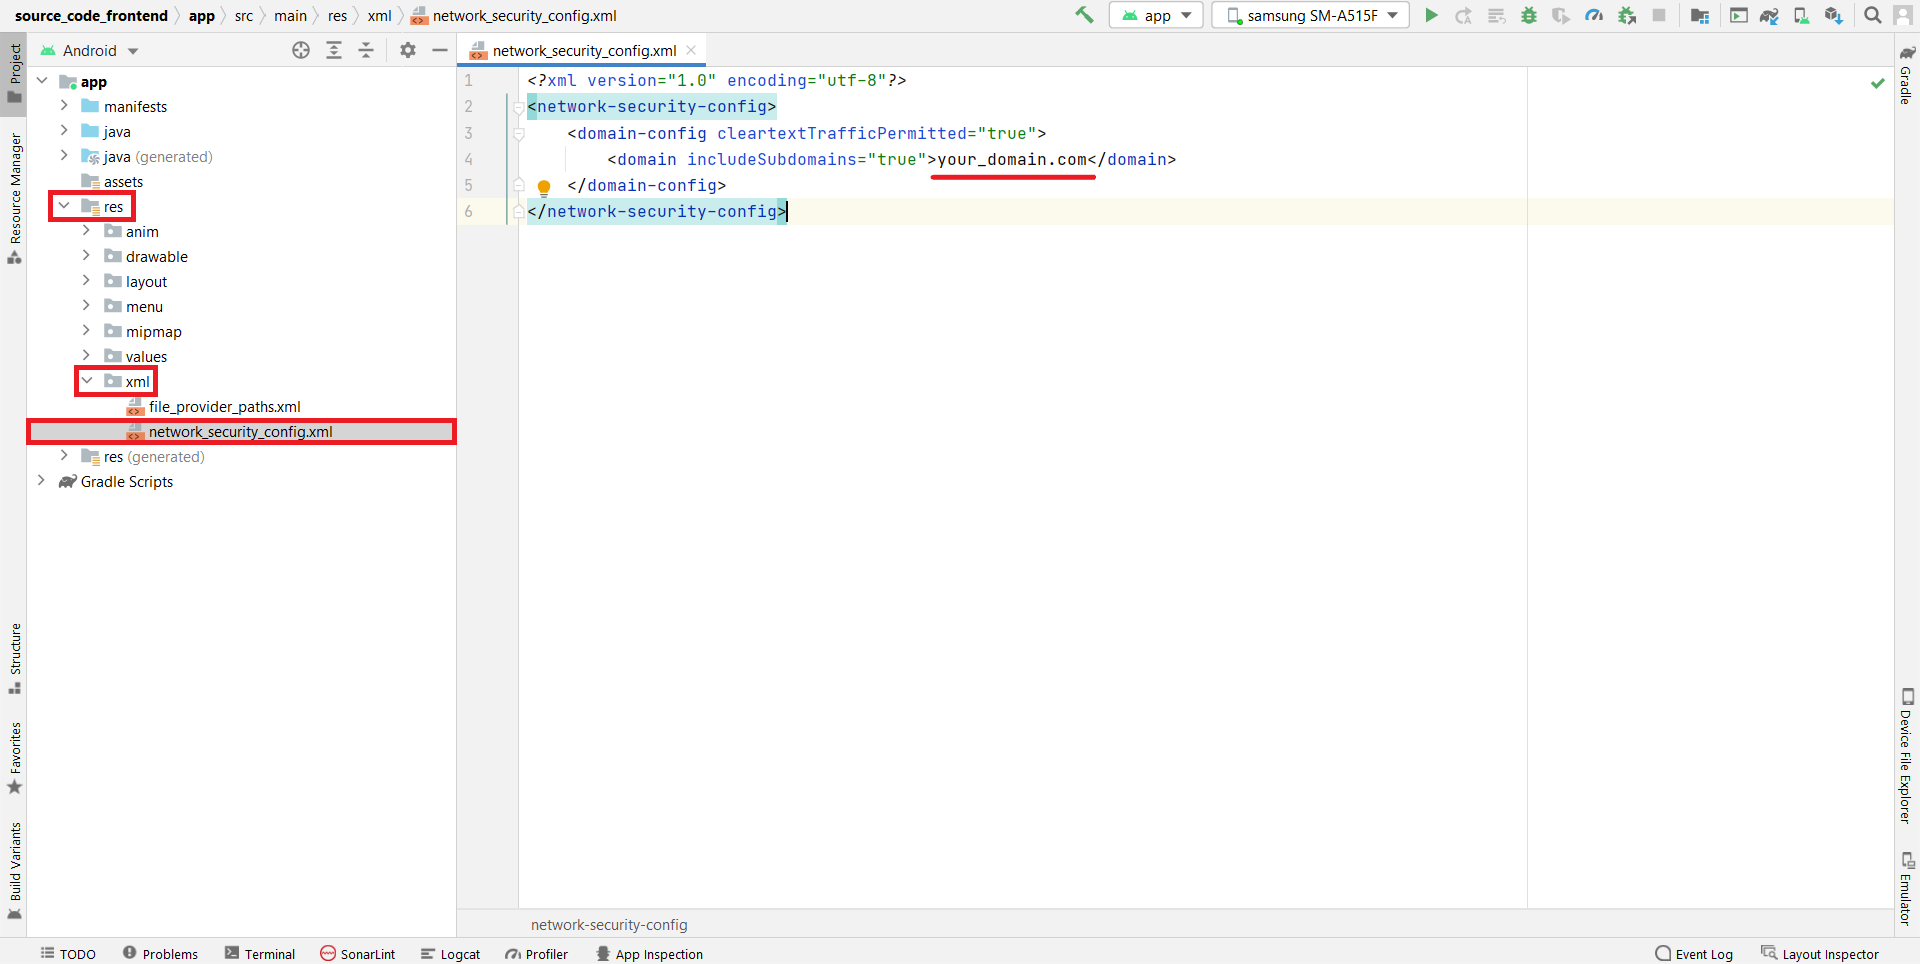 source_code_frontend app src main res xml network_security_config.xml
app samsung SM-A515F
Project
Resource Manager
Structure
Favorites
Build Variants
Android
app
manifests
java
java (generated)
assets
res
anim
drawable
layout
menu
mipmap
values
xml
file_provider_paths.xml
network_security_config.xml
res (generated)
Gradle Scripts
network_security_config.xml
1 <?xml version="1.0" encoding="utf-8"?>
2 <network-security-config>
3 <domain-config cleartextTrafficPermitted="true">
4 <domain includeSubdomains="true">your_domain.com</domain>
5 </domain-config>
6 </network-security-config>
network-security-config
Gradle
Device File Explorer
Emulator
TODO Problems Terminal SonarLint Logcat Profiler App Inspection Event Log Layout Inspector